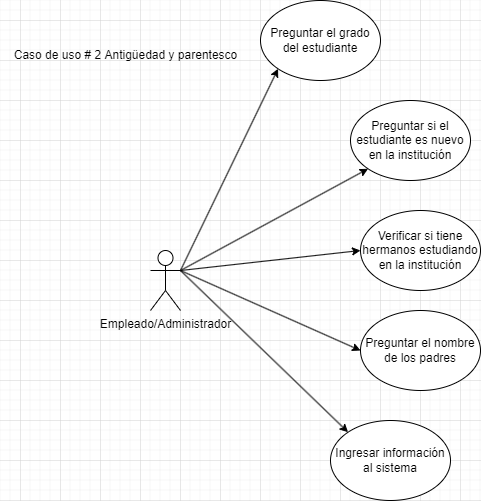 Preguntar el grado
del estudiante
Caso de uso # 2 Antigüedad y parentesco
Preguntar si el
estudiante es nuevo
en la institución
Verificar si tiene
hermanos estudiando
en la institución
Empleado/Administrador
Preguntar el nombre
de los padres
Ingresar información
al sistema